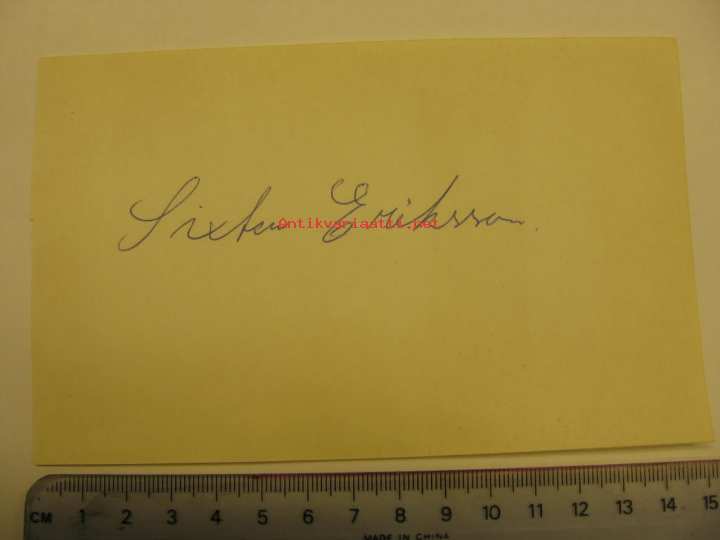 Sixten Eriksson.
Antikvariaatti.net
CM 1 2 3 4 5 6 7 8 9 10 11 12 13 14 15
MADE IN CHINA